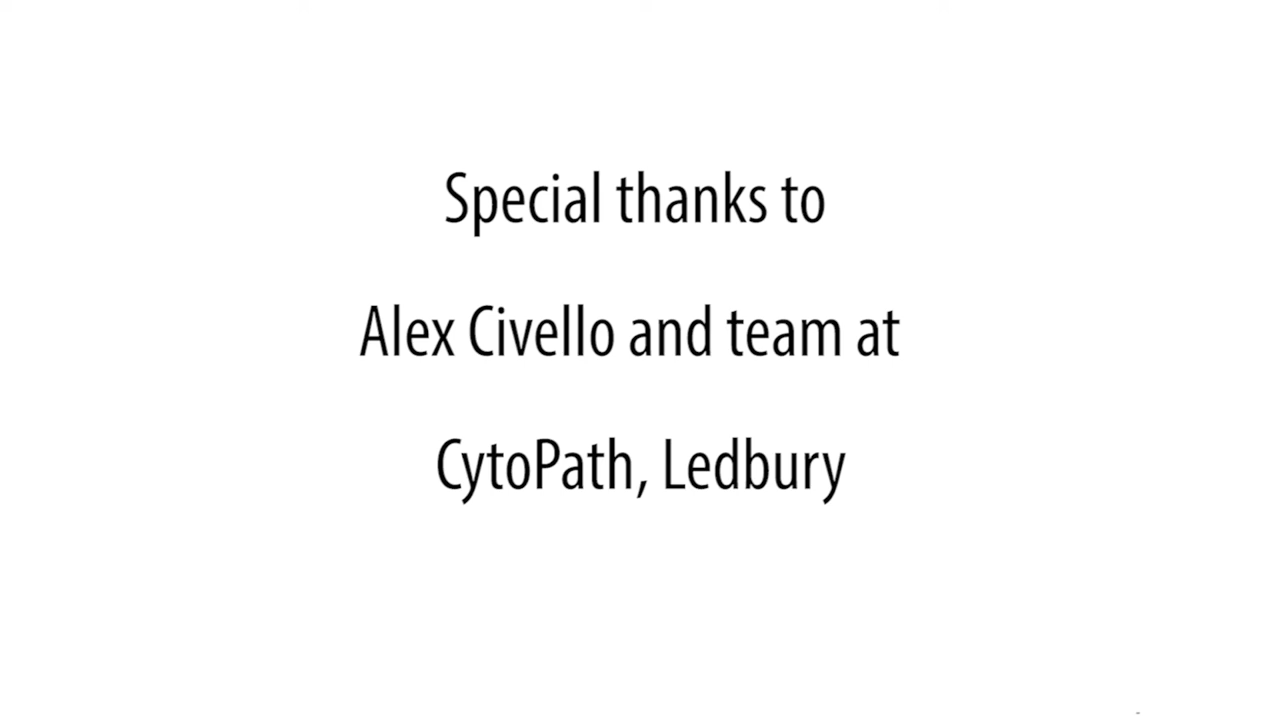 Special thanks to
Alex Civello and team at
CytoPath, Ledbury